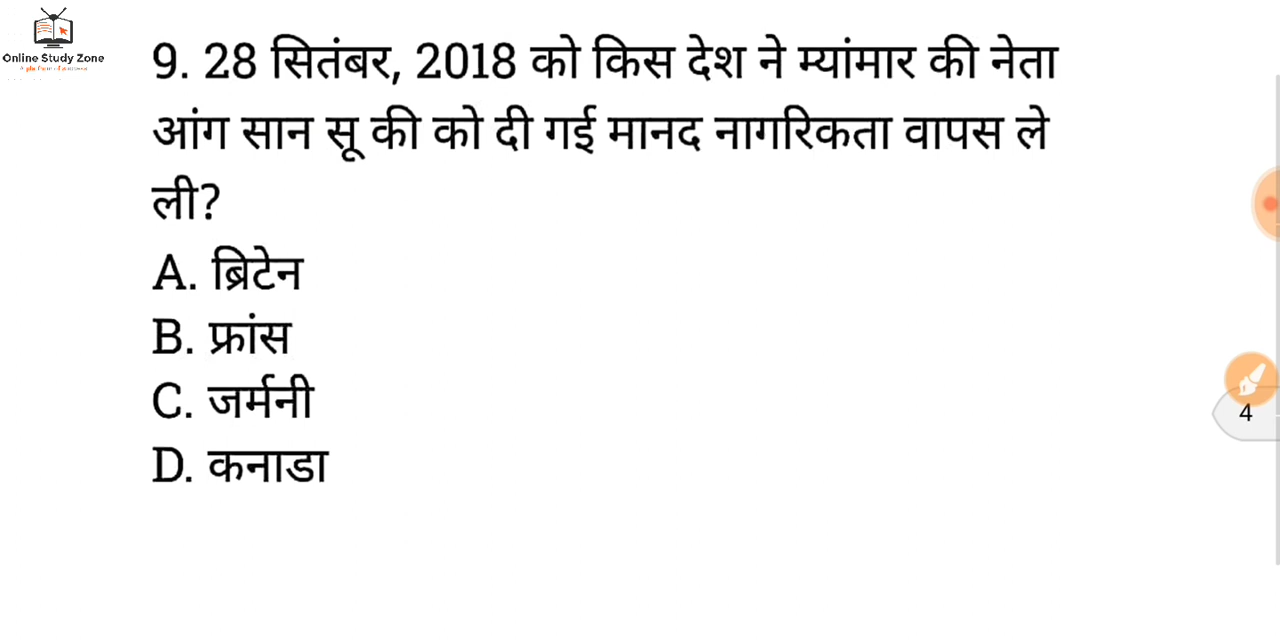 Online Study Zone
9. 28 सितंबर, 2018 को किस देश ने म्यांमार की नेता
आंग सान सू की को दी गई मानद नागरिकता वापस ले
ली?
A. ब्रिटेन
B. फ्रांस
C. जर्मनी
D. कनाडा
4